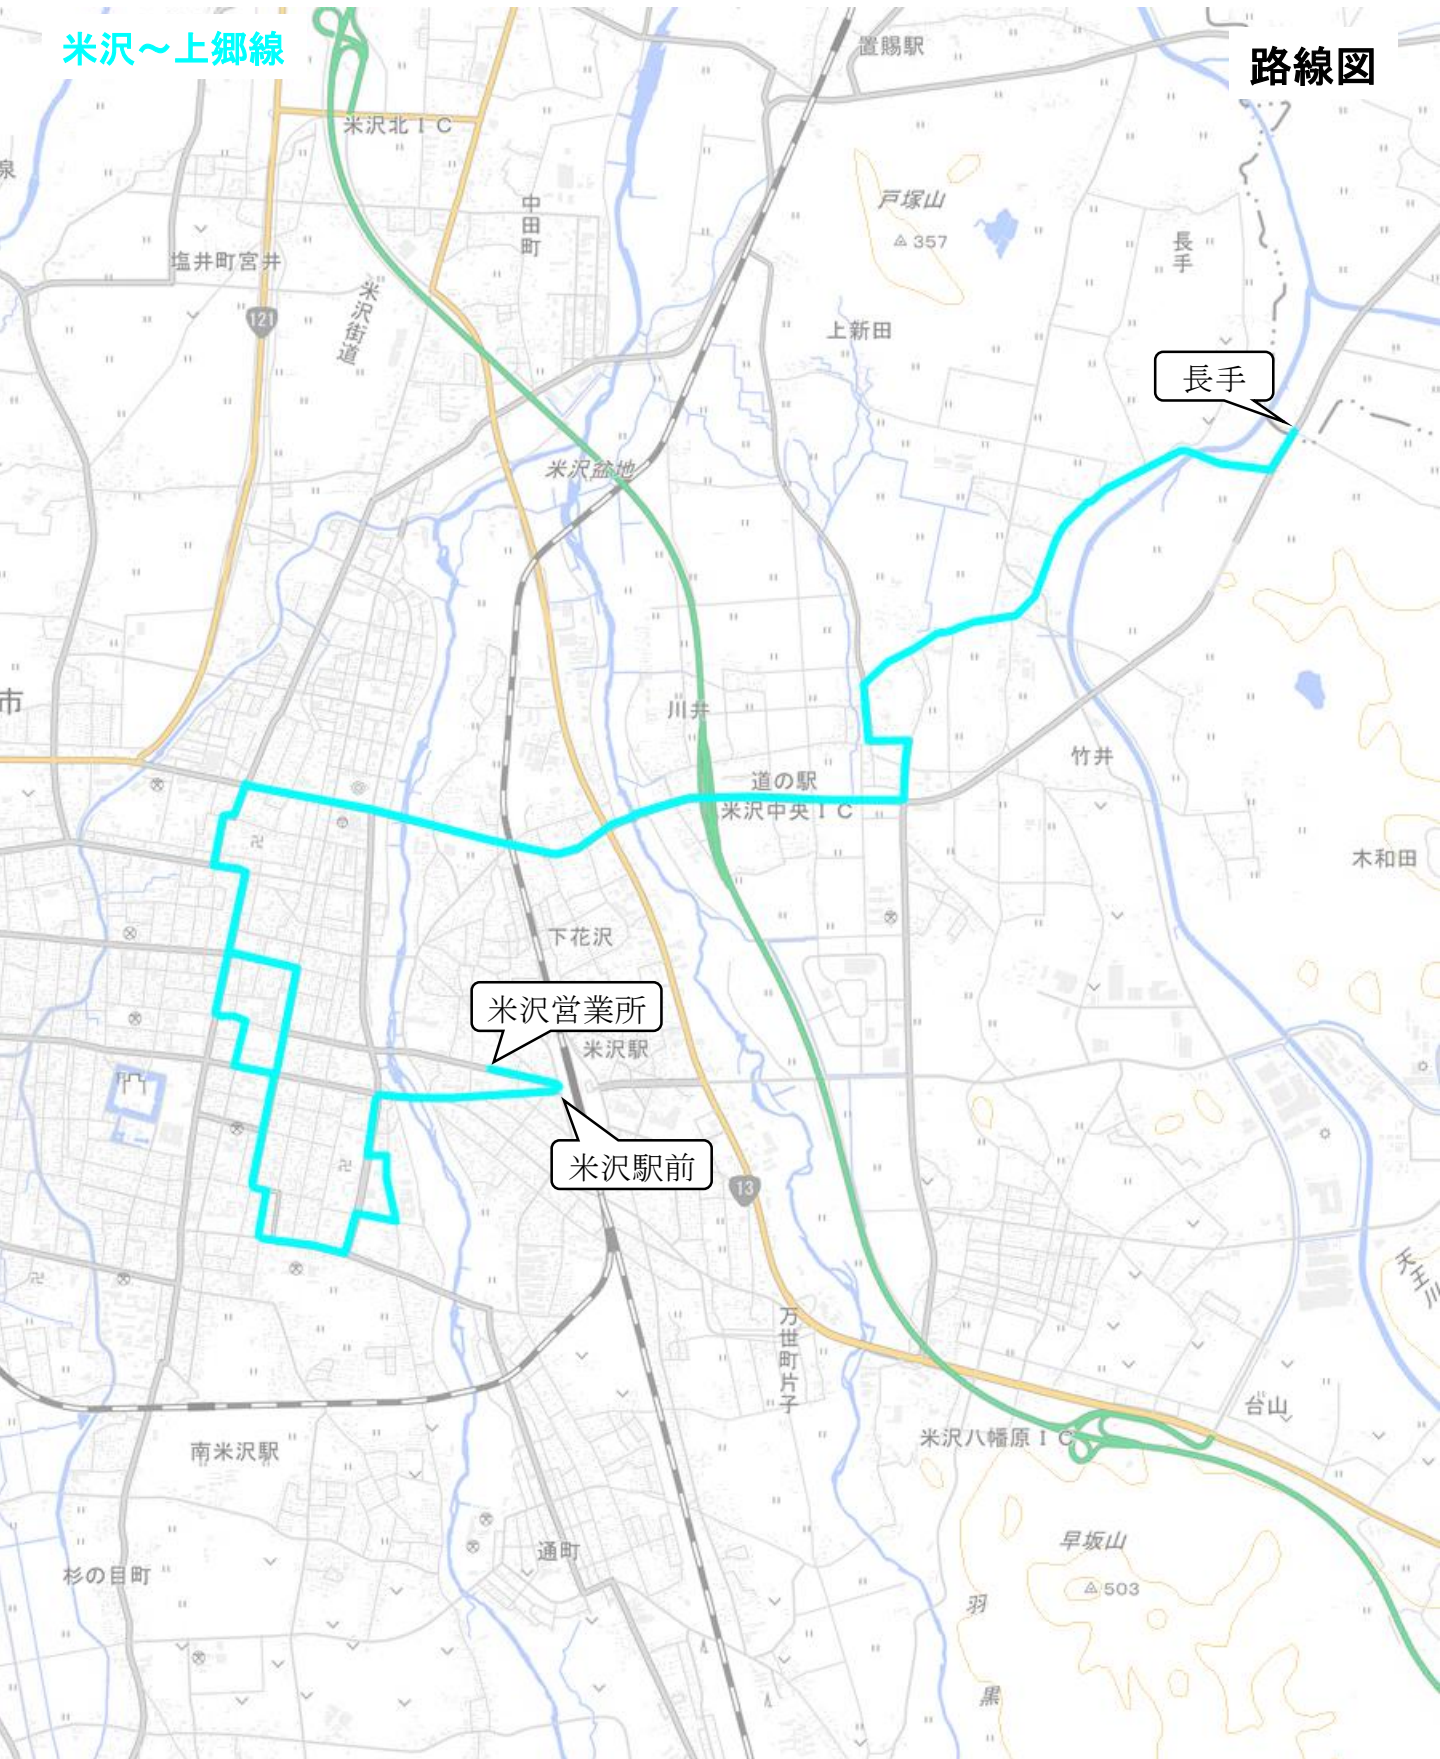 米沢～上郷線
路線図
置賜駅
米沢北ＩＣ
泉
中田町
戸塚山
357
長手
塩井町宮井
米沢街道
121
上新田
長手
米沢盆地
市
川井
竹井
道の駅
米沢中央ＩＣ
木和田
下花沢
米沢営業所
米沢駅
米沢駅前
13
天王川
万世町片子
台山
米沢八幡原ＩＣ
南米沢駅
早坂山
503
通町
杉の目町
羽
黒